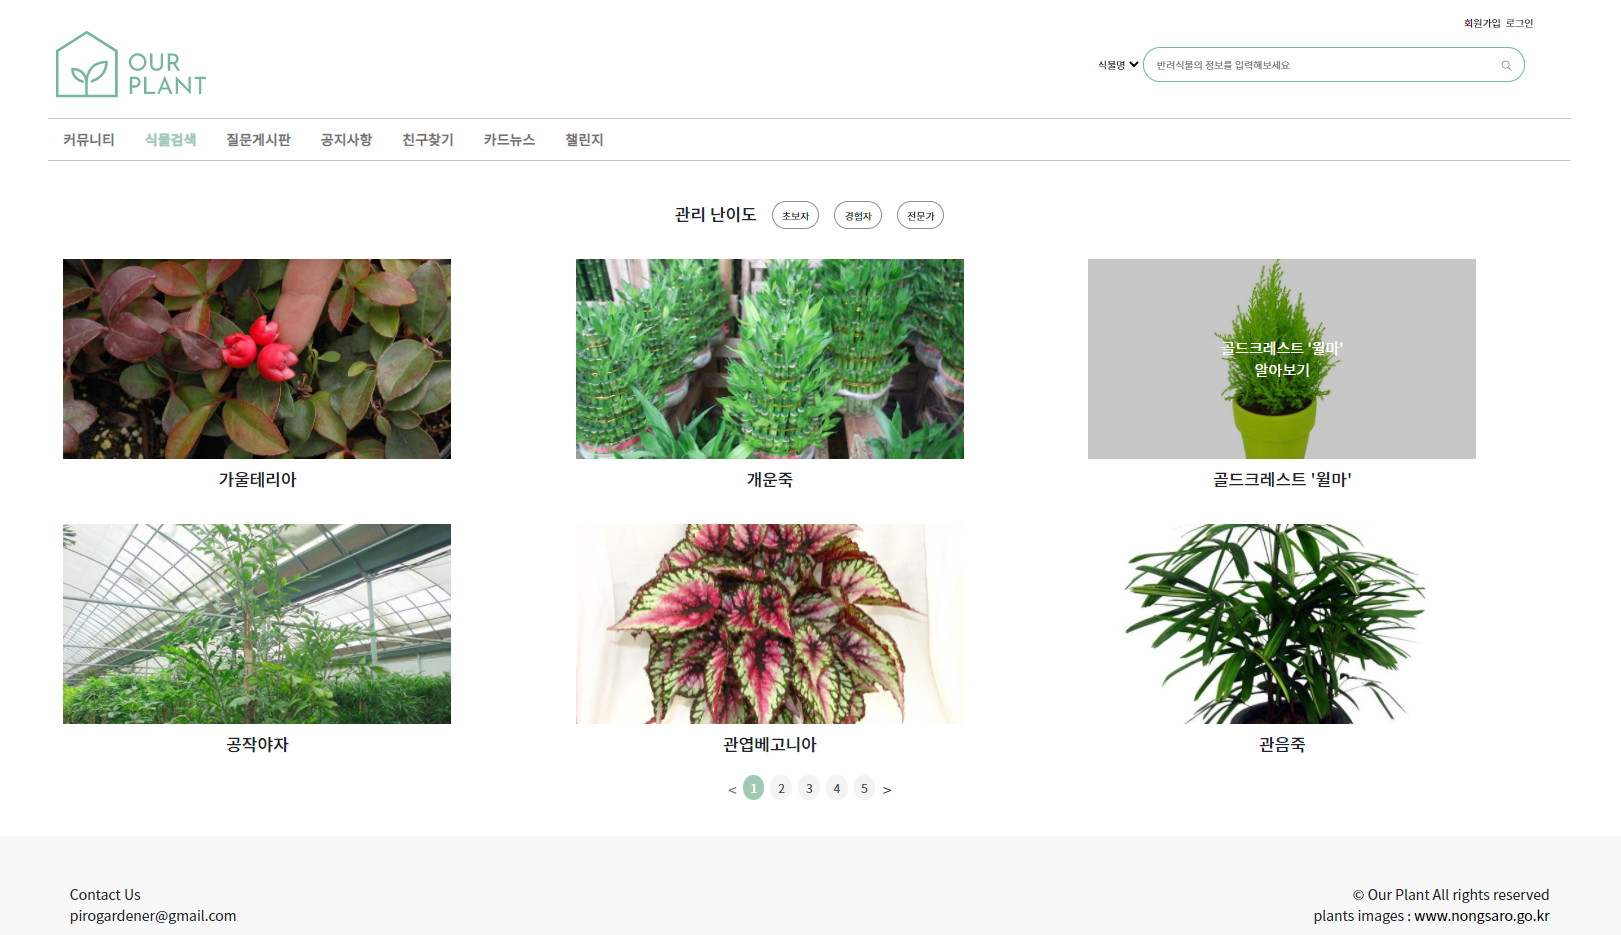 회원가입 로그인
OUR
PLANT
식물명
반려식물의 정보를 입력해보세요
커뮤니티 식물검색 질문게시판 공지사항 친구찾기 카드뉴스 챌린지
관리 난이도 초보자 경험자 전문가
골드크레스트 '윌마'
알아보기
가울테리아 개운죽 골드크레스트 '윌마'
공작야자 관엽베고니아 관음죽
< 1 2 3 4 5 >
Contact Us
pirogardener@gmail.com
© Our Plant All rights reserved
plants images : www.nongsaro.go.kr